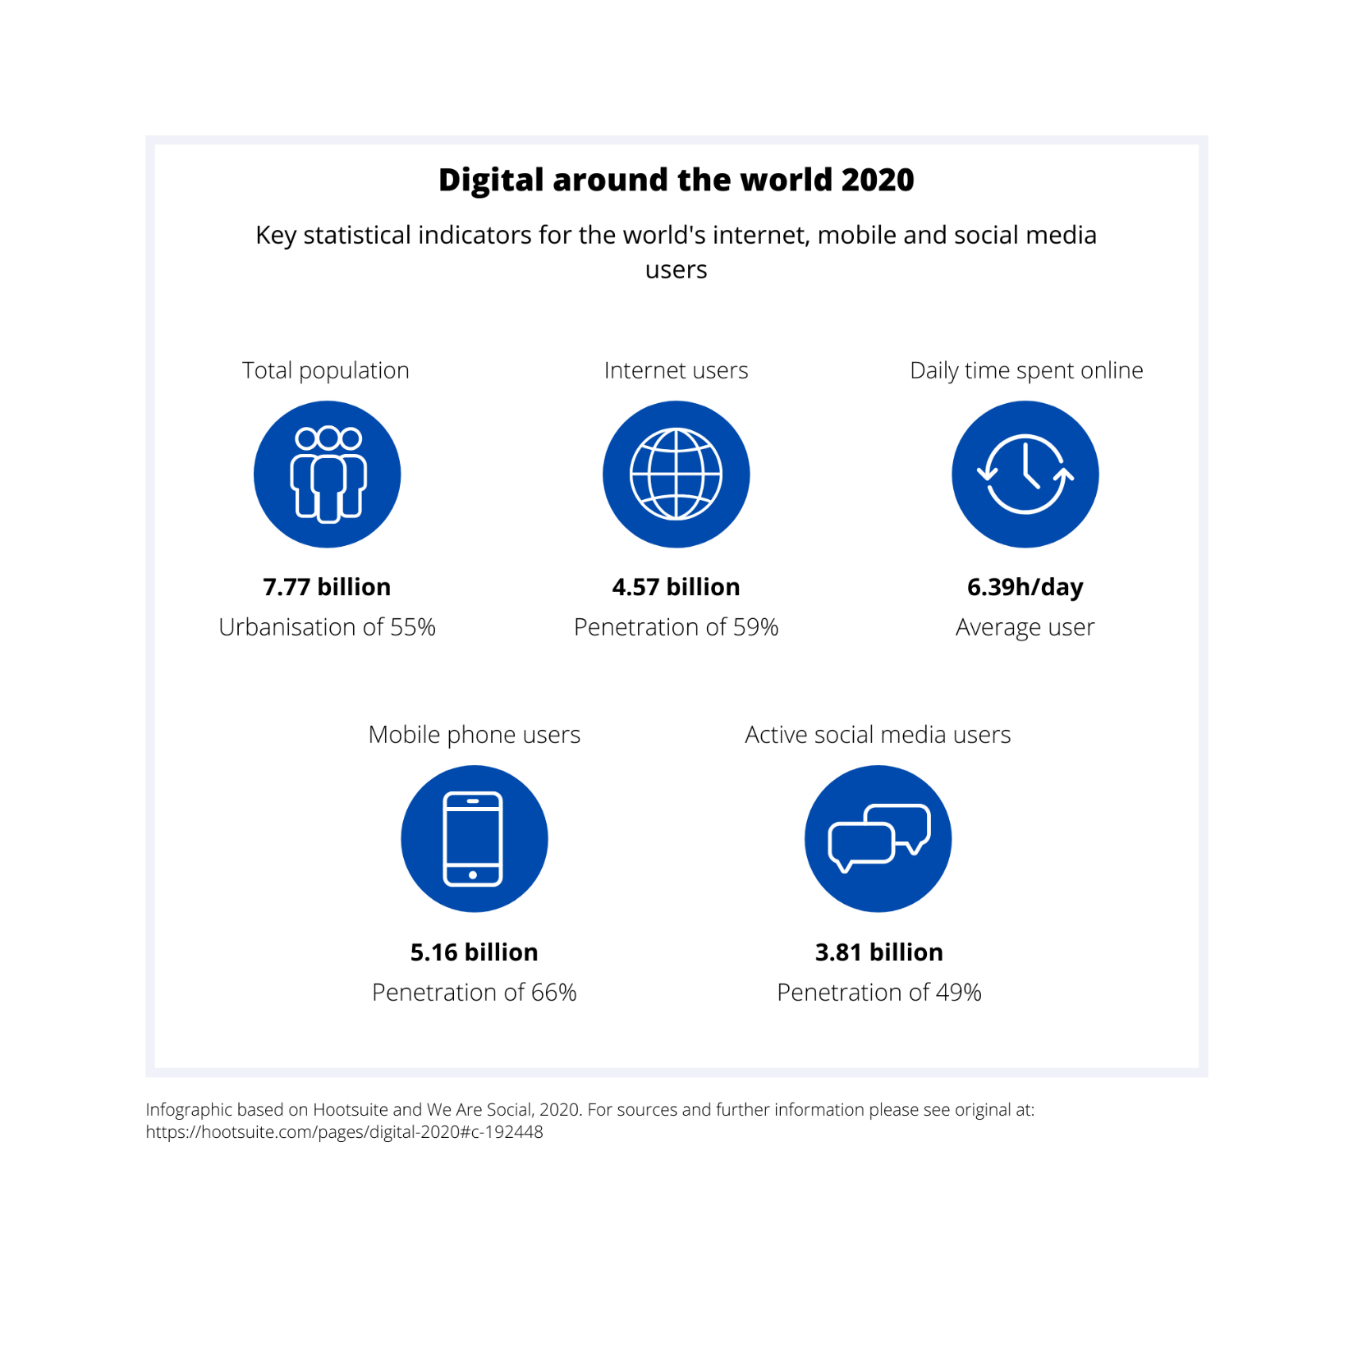 Digital around the world 2020
Key statistical indicators for the world's internet, mobile and social media
users
Total population
Internet users
Daily time spent online
7.77 billion
4.57 billion
6.39h/day
Urbanisation of 55%
Penetration of 59%
Average user
Mobile phone users
Active social media users
5.16 billion
3.81 billion
Penetration of 66%
Penetration of 49%
Infographic based on Hootsuite and We Are Social, 2020. For sources and further information please see original at:
https://hootsuite.com/pages/digital-2020#c-192448